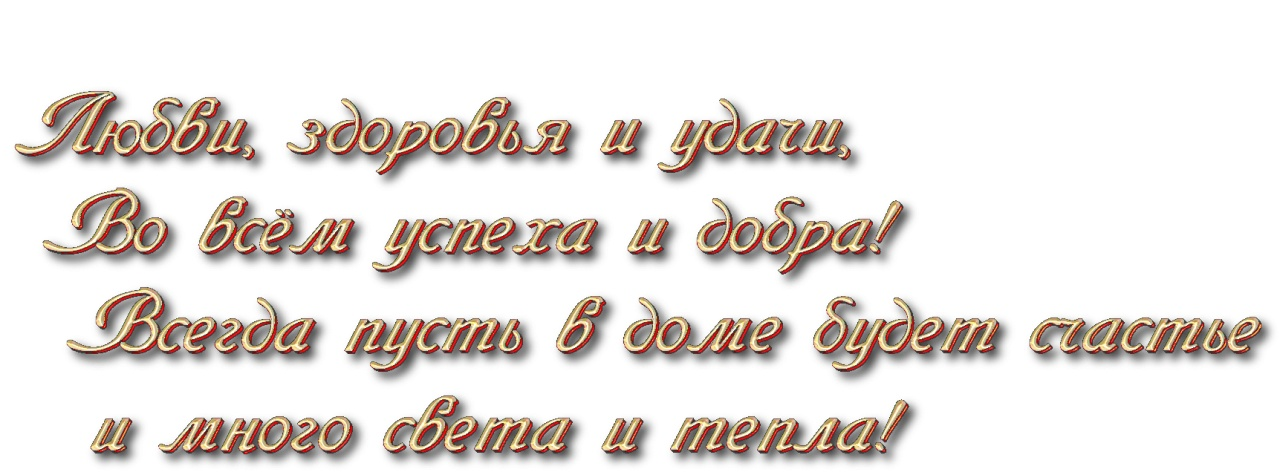 Любви, здоровья и удачи,
Во всём успеха и добра!
Всегда пусть в доме будет счастье
и много света и тепла!